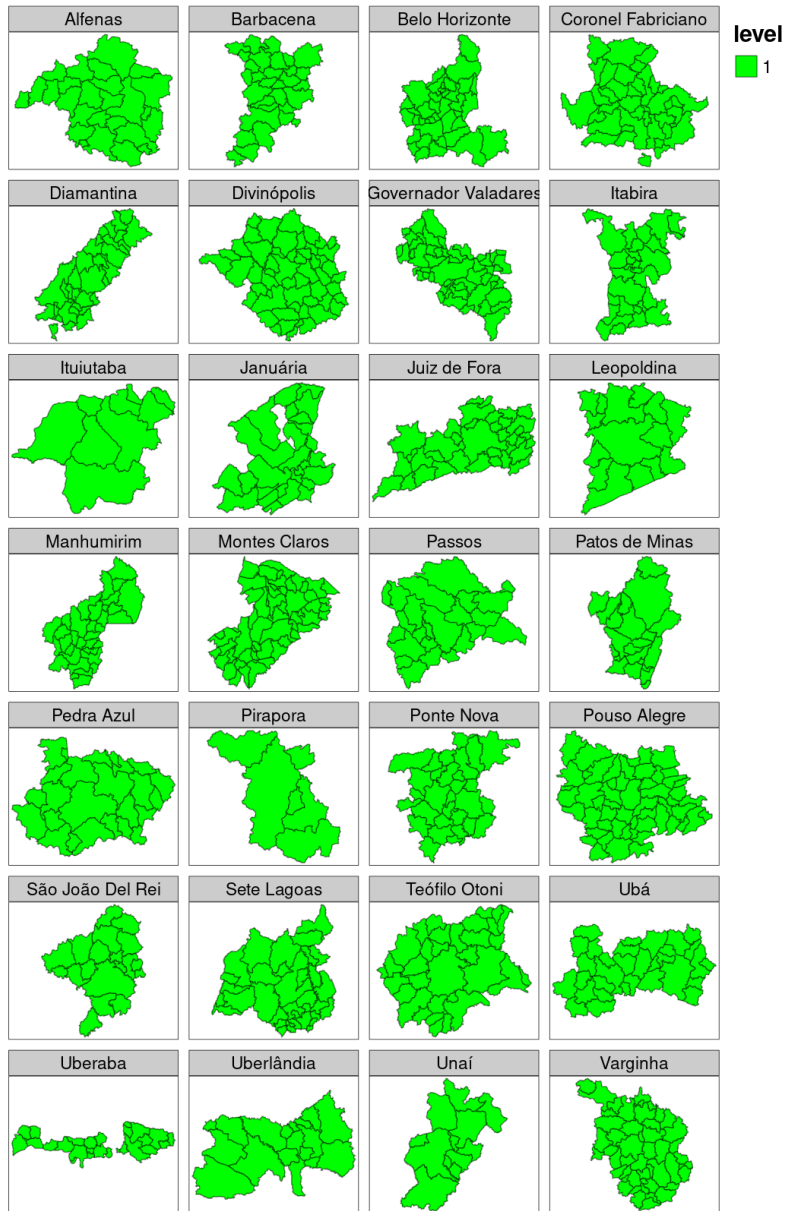 Alfenas
Barbacena
Belo Horizonte
Coronel Fabriciano
level
1
Diamantina
Divinópolis
Governador Valadares
Itabira
Ituiutaba
Januária
Juiz de Fora
Leopoldina
Manhumirim
Montes Claros
Passos
Patos de Minas
Pedra Azul
Pirapora
Ponte Nova
Pouso Alegre
São João Del Rei
Sete Lagoas
Teófilo Otoni
Ubá
Uberaba
Uberlândia
Unaí
Varginha